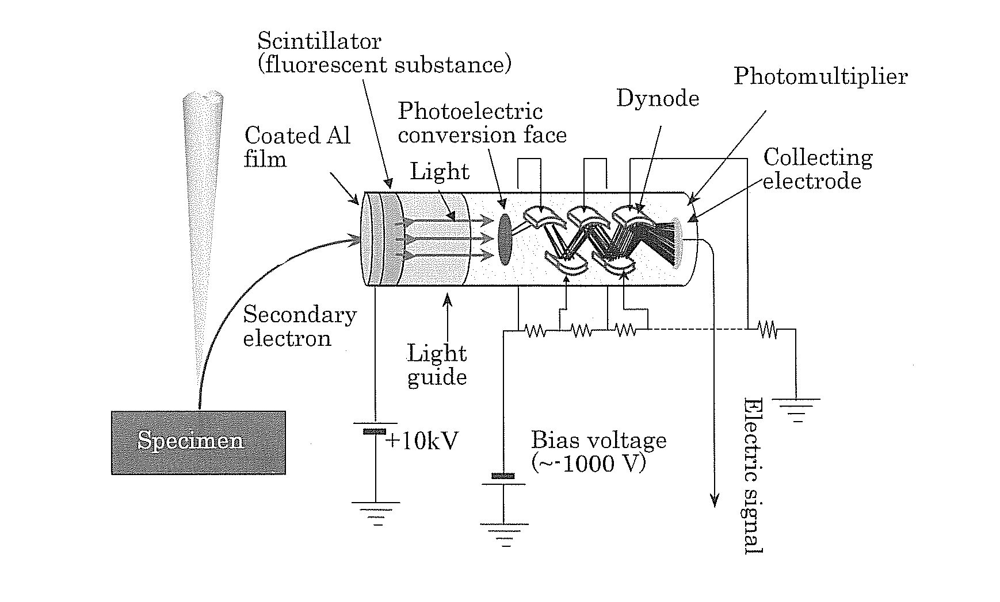 Scintillator
(fluorescent substance)
Photomultiplier
Dynode
Photoelectric
conversion face
Coated Al
film
Light
Collecting
electrode
Secondary
electron
Light
guide
Specimen
+10kV
Bias voltage
(~-1000 V)
Electric signal